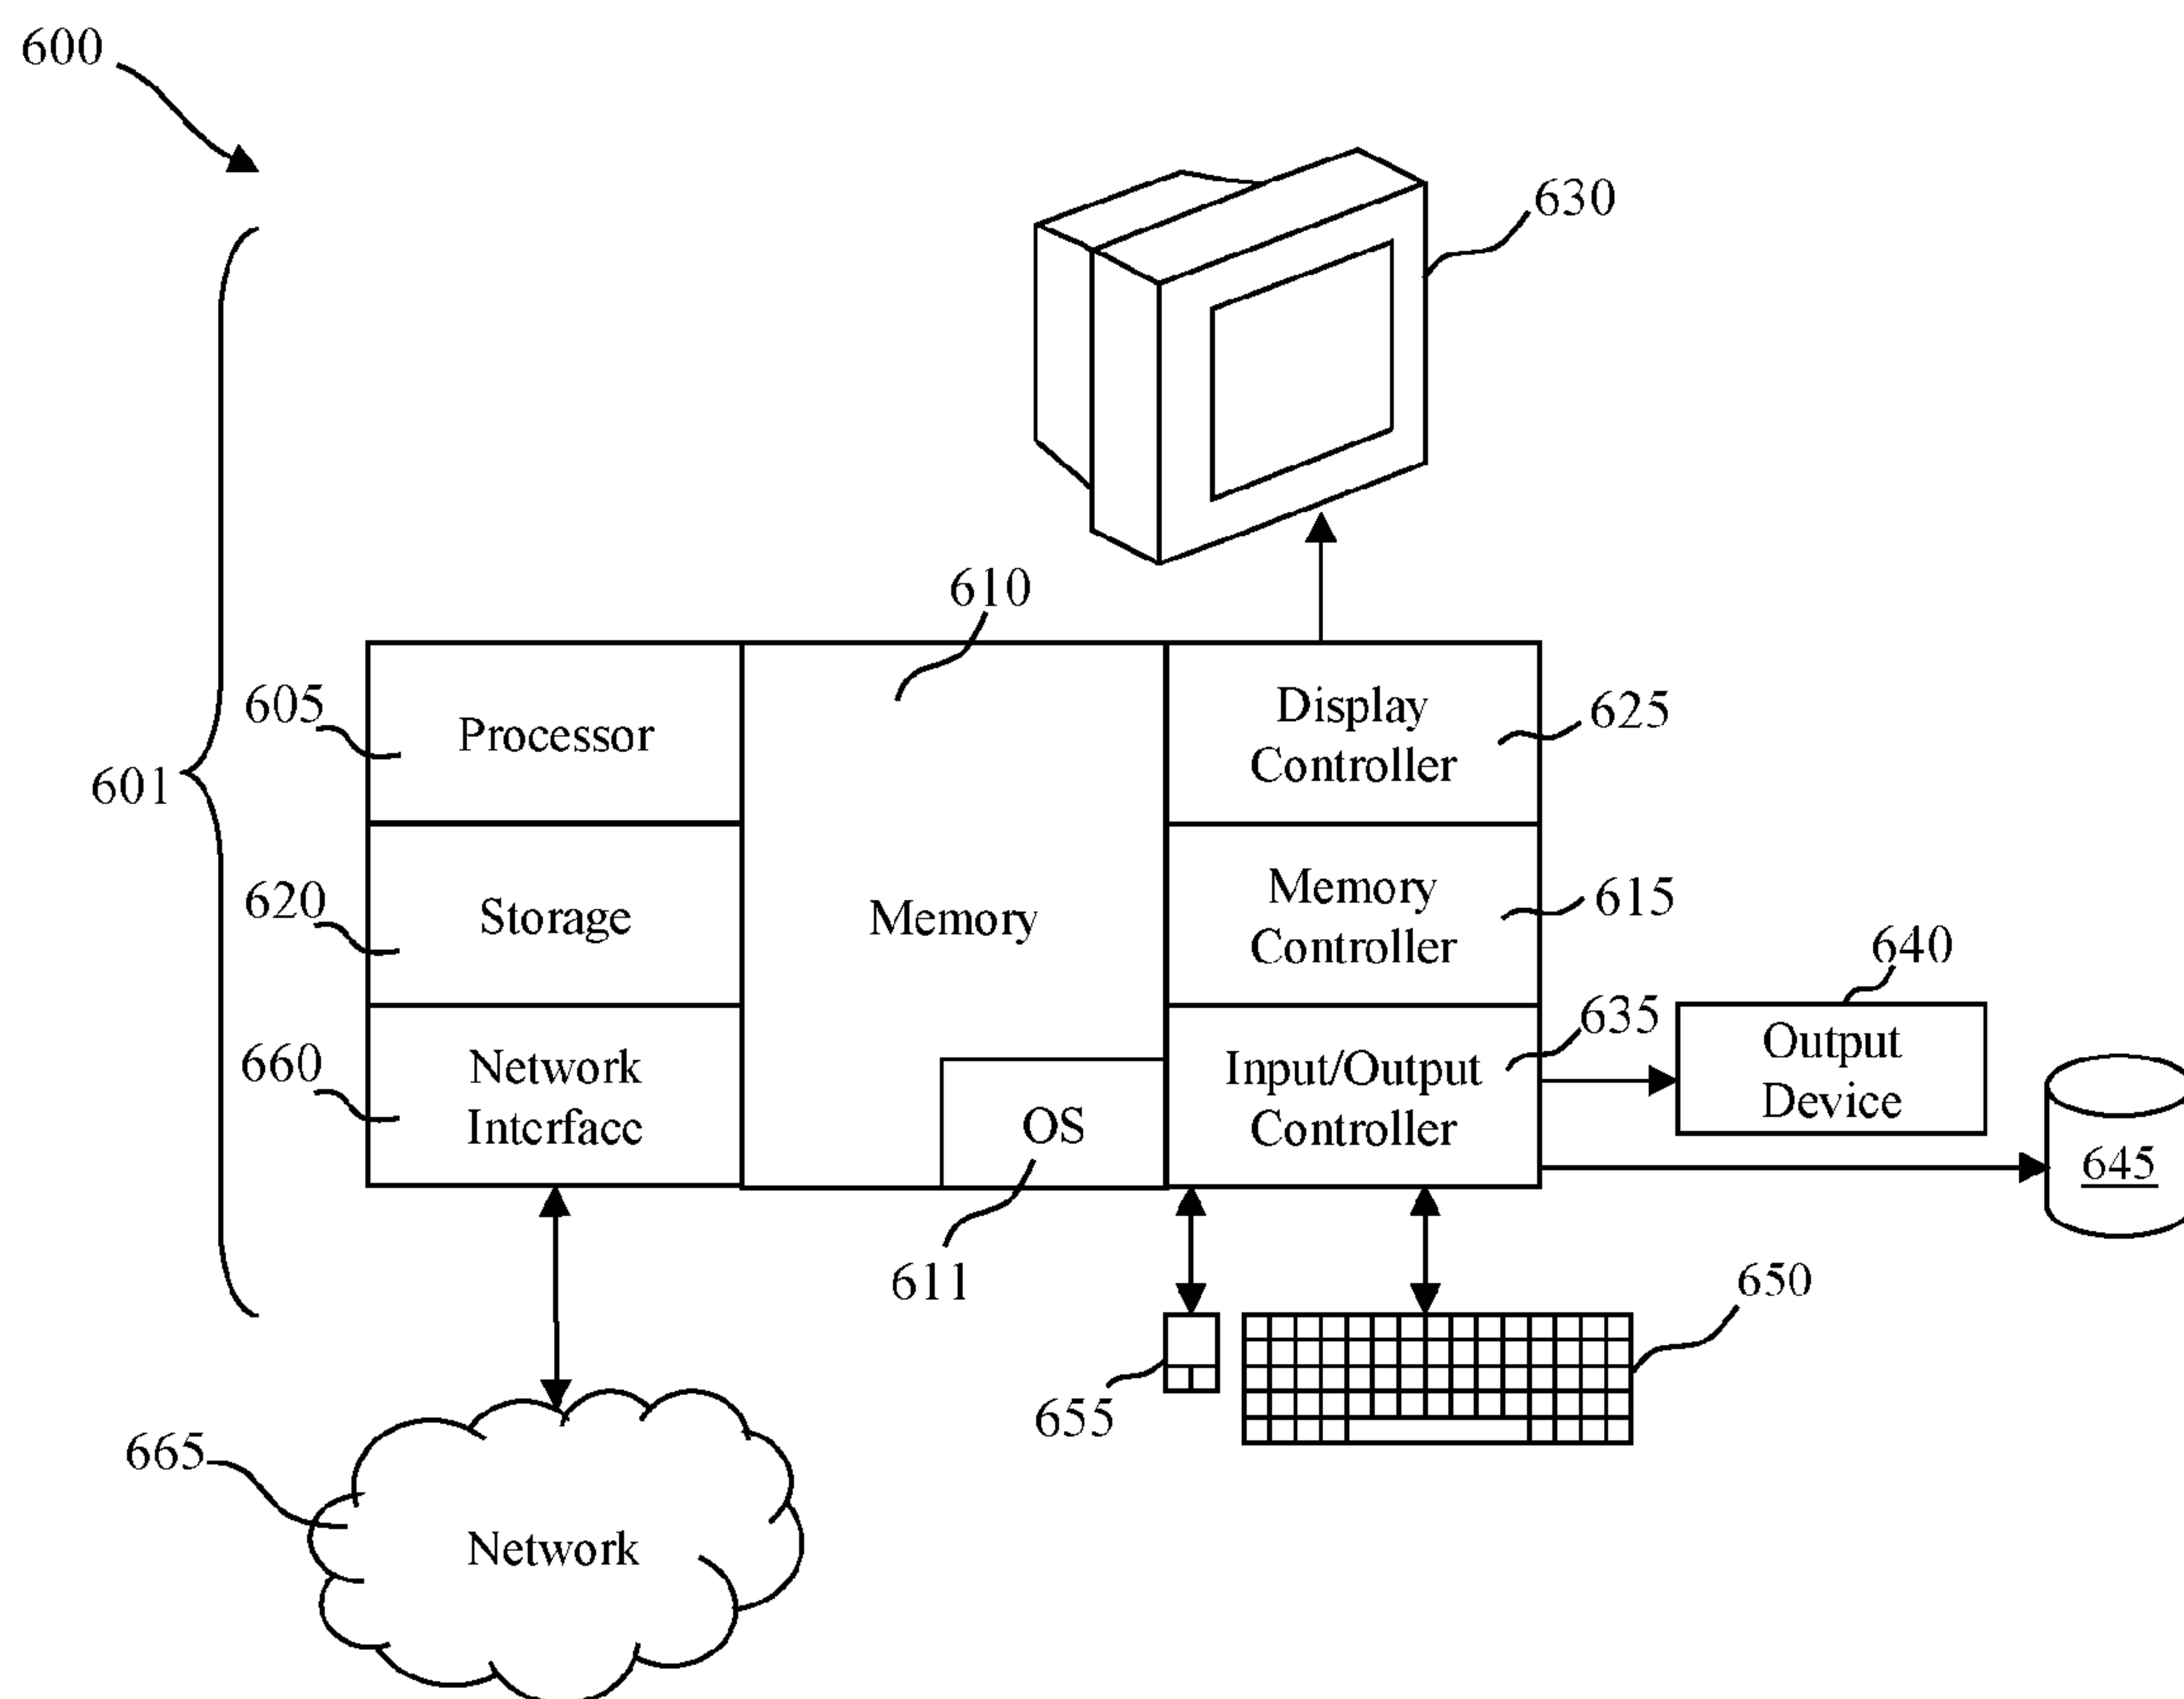 600
630
610
605
Processor
Display
Controller
625
601
620
Storage
Memory
Memory
Controller
615
640
660
Network
Interface
OS
Input/Output
Controller
635
Output
Device
645
611
650
655
665
Network